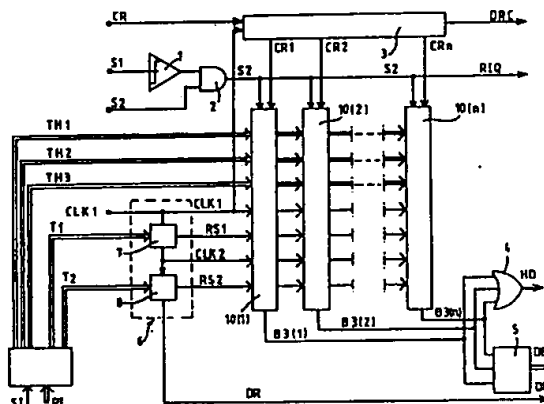 CR
DRC
3
CR1 CR2 CRn
S1
1
S2
2
S2
S2
REQ
10(2)
10(n)
TH1
TH2
TH3
CLK1
CLK1
T1
7
RS1
CLK2
T2
8
RS2
6
10(1)
B3(1)
B3(2)
B3(n)
4
HD
5
DR
SI